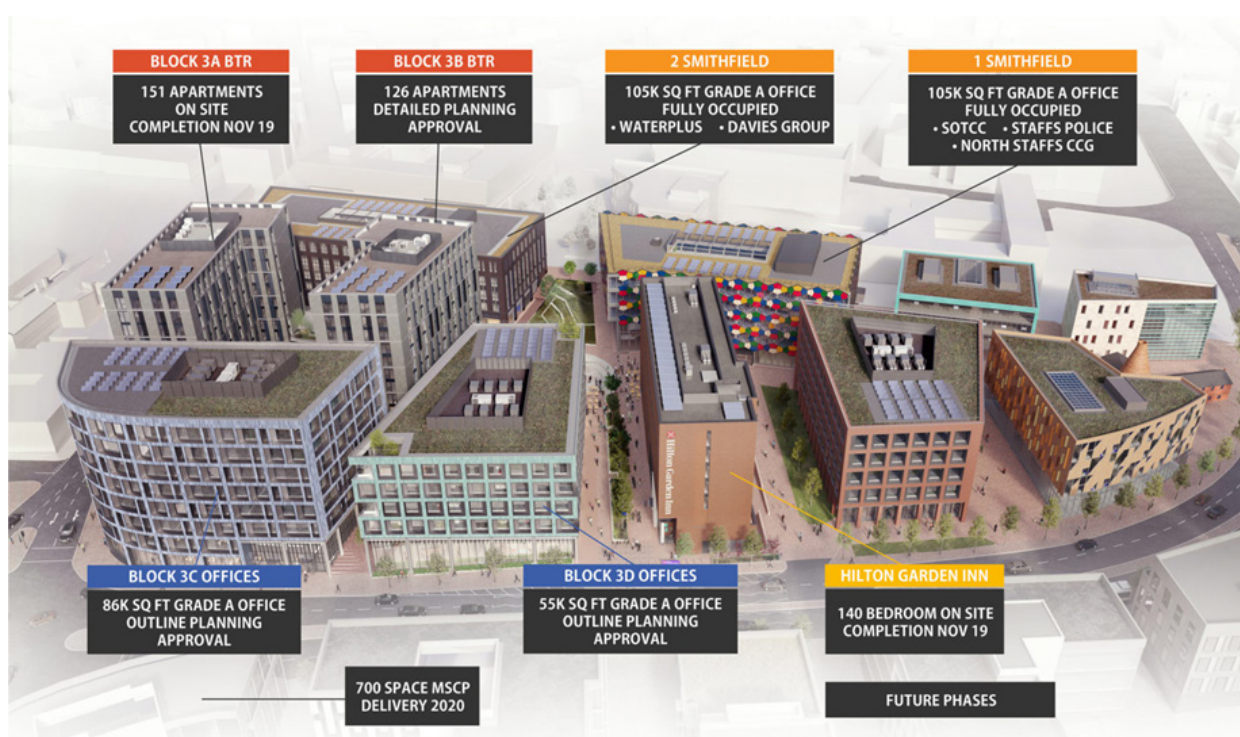 BLOCK 3A BTR
151 APARTMENTS
ON SITE
COMPLETION NOV 19
BLOCK 3B BTR
126 APARTMENTS
DETAILED PLANNING
APPROVAL
2 SMITHFIELD
105K SQ FT GRADE A OFFICE
FULLY OCCUPIED
• WATERPLUS • DAVIES GROUP
1 SMITHFIELD
105K SQ FT GRADE A OFFICE
FULLY OCCUPIED
• SOTCC • STAFFS POLICE
• NORTH STAFFS CCG
Hilton Garden Inn
BLOCK 3C OFFICES
86K SQ FT GRADE A OFFICE
OUTLINE PLANNING
APPROVAL
BLOCK 3D OFFICES
55K SQ FT GRADE A OFFICE
OUTLINE PLANNING
APPROVAL
HILTON GARDEN INN
140 BEDROOM ON SITE
COMPLETION NOV 19
700 SPACE MSCP
DELIVERY 2020
FUTURE PHASES